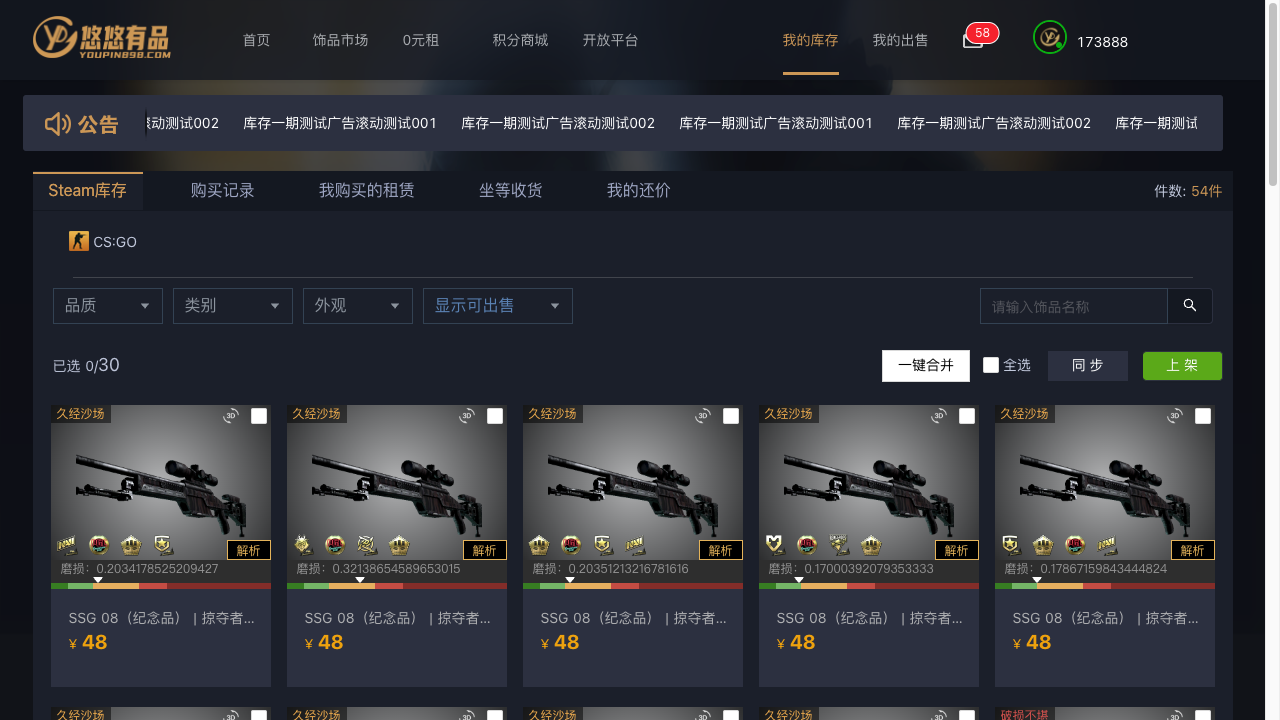 悠悠有品
YOUPIN898.COM
首页 饰品市场 0元租 积分商城 开放平台 我的库存 我的出售 58 173888
公告 滚动测试002 库存一期测试广告滚动测试001 库存一期测试广告滚动测试002 库存一期测试广告滚动测试001 库存一期测试广告滚动测试002 库存一期测试
Steam库存 购买记录 我购买的租赁 坐等收货 我的还价 件数: 54件
CS:GO
品质 类别 外观 显示可出售 请输入饰品名称
已选 0/30 一键合并 全选 同 步 上 架
久经沙场 3D 久经沙场 3D 久经沙场 3D 久经沙场 3D 久经沙场 3D
解析 解析 解析 解析 解析
磨损：0.2034178525209427 磨损：0.32138654589653015 磨损：0.20351213216781616 磨损：0.17000392079353333 磨损：0.17867159843444824
SSG 08（纪念品） | 掠夺者... SSG 08（纪念品） | 掠夺者... SSG 08（纪念品） | 掠夺者... SSG 08（纪念品） | 掠夺者... SSG 08（纪念品） | 掠夺者...
¥ 48 ¥ 48 ¥ 48 ¥ 48 ¥ 48
久经沙场 3D 久经沙场 3D 久经沙场 3D 久经沙场 3D 破损不堪 3D